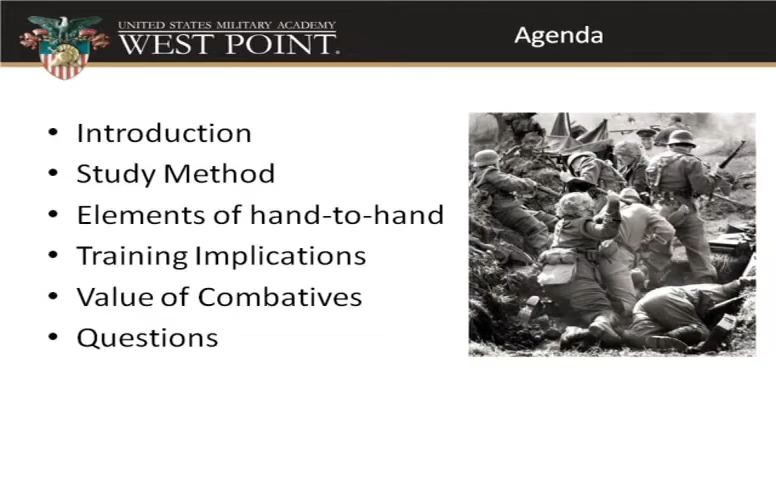 UNITED STATES MILITARY ACADEMY
WEST POINT.
Agenda
• Introduction
• Study Method
• Elements of hand-to-hand
• Training Implications
• Value of Combatives
• Questions